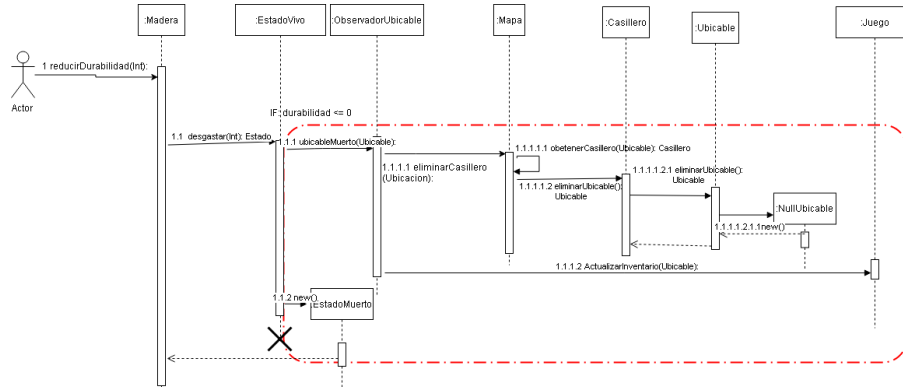 :Madera
:EstadoVivo
:ObservadorUbicable
:Mapa
:Casillero
:Ubicable
:Juego
1 reducirDurabilidad(Int):
Actor
IF: durabilidad <= 0
1.1 desgastar(Int): Estado
1.1.1 ubicableMuerto(Ubicable):
1.1.1.1 eliminarCasillero
(Ubicacion):
1.1.1.1.1 obetenerCasillero(Ubicable): Casillero
1.1.1.1.2 eliminarUbicable():
Ubicable
1.1.1.1.2.1 eliminarUbicable():
Ubicable
:NullUbicable
1.1.1.1.2.1.1new()
1.1.1.2 ActualizarInventario(Ubicable):
1.1.2 new()
EstadoMuerto